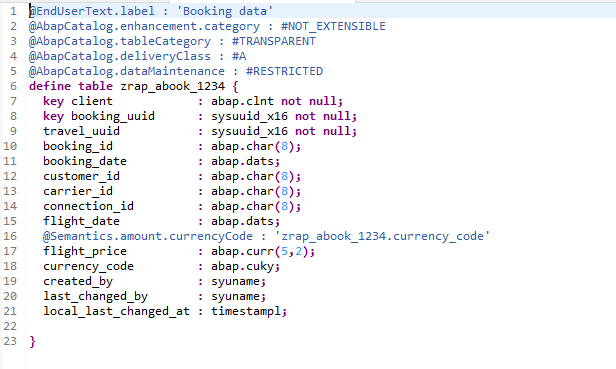 1 @EndUserText.label : 'Booking data'
2 @AbapCatalog.enhancement.category : #NOT_EXTENSIBLE
3 @AbapCatalog.tableCategory : #TRANSPARENT
4 @AbapCatalog.deliveryClass : #A
5 @AbapCatalog.dataMaintenance : #RESTRICTED
6 define table zrap_abook_1234 {
7 key client : abap.clnt not null;
8 key booking_uuid : sysuuid_x16 not null;
9 travel_uuid : sysuuid_x16 not null;
10 booking_id : abap.char(8);
11 booking_date : abap.dats;
12 customer_id : abap.char(8);
13 carrier_id : abap.char(8);
14 connection_id : abap.char(8);
15 flight_date : abap.dats;
16 @Semantics.amount.currencyCode : 'zrap_abook_1234.currency_code'
17 flight_price : abap.curr(5,2);
18 currency_code : abap.cuky;
19 created_by : syuname;
20 last_changed_by : syuname;
21 local_last_changed_at : timestampl;
22
23 }